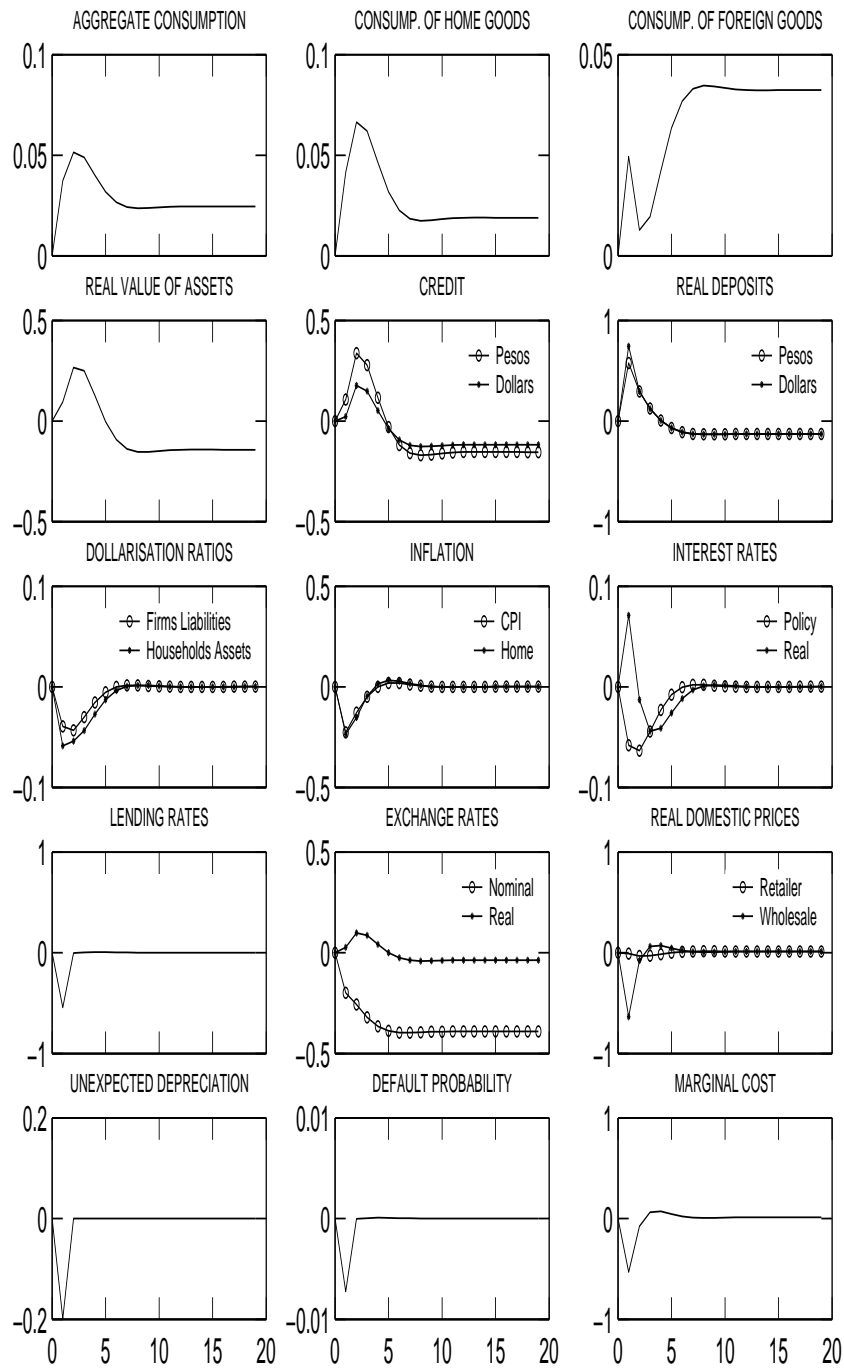 AGGREGATE CONSUMPTION
0.1
0.05
0
CONSUMP. OF HOME GOODS
0.1
0.05
0
CONSUMP. OF FOREIGN GOODS
0.05
0
REAL VALUE OF ASSETS
0.5
0
−0.5
CREDIT
0.5
0
−0.5
Pesos
Dollars
REAL DEPOSITS
1
0
−1
Pesos
Dollars
DOLLARISATION RATIOS
0.1
0
−0.1
Firms Liabilities
Households Assets
INFLATION
0.5
0
−0.5
CPI
Home
INTEREST RATES
0.1
0
−0.1
Policy
Real
LENDING RATES
1
0
−1
EXCHANGE RATES
0.5
0
−0.5
Nominal
Real
REAL DOMESTIC PRICES
1
0
−1
Retailer
Wholesale
UNEXPECTED DEPRECIATION
0.2
0
−0.2
0 5 10 15 20
DEFAULT PROBABILITY
0.01
0
−0.01
0 5 10 15 20
MARGINAL COST
1
0
−1
0 5 10 15 20